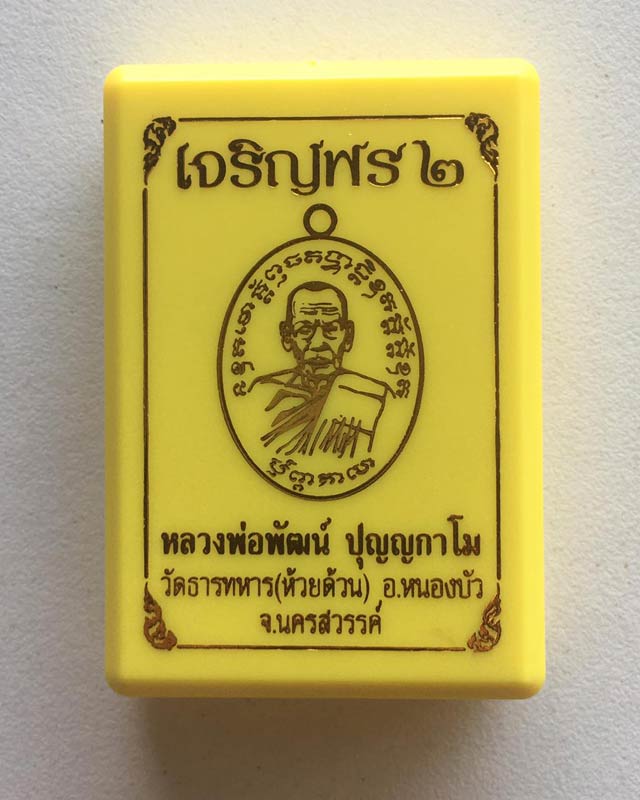 เจริญพร ๒
หลวงพ่อพัฒน์ ปุญญกาโม
วัดธารทหาร(ห้วยด้วน) อ.หนองบัว
จ.นครสวรรค์